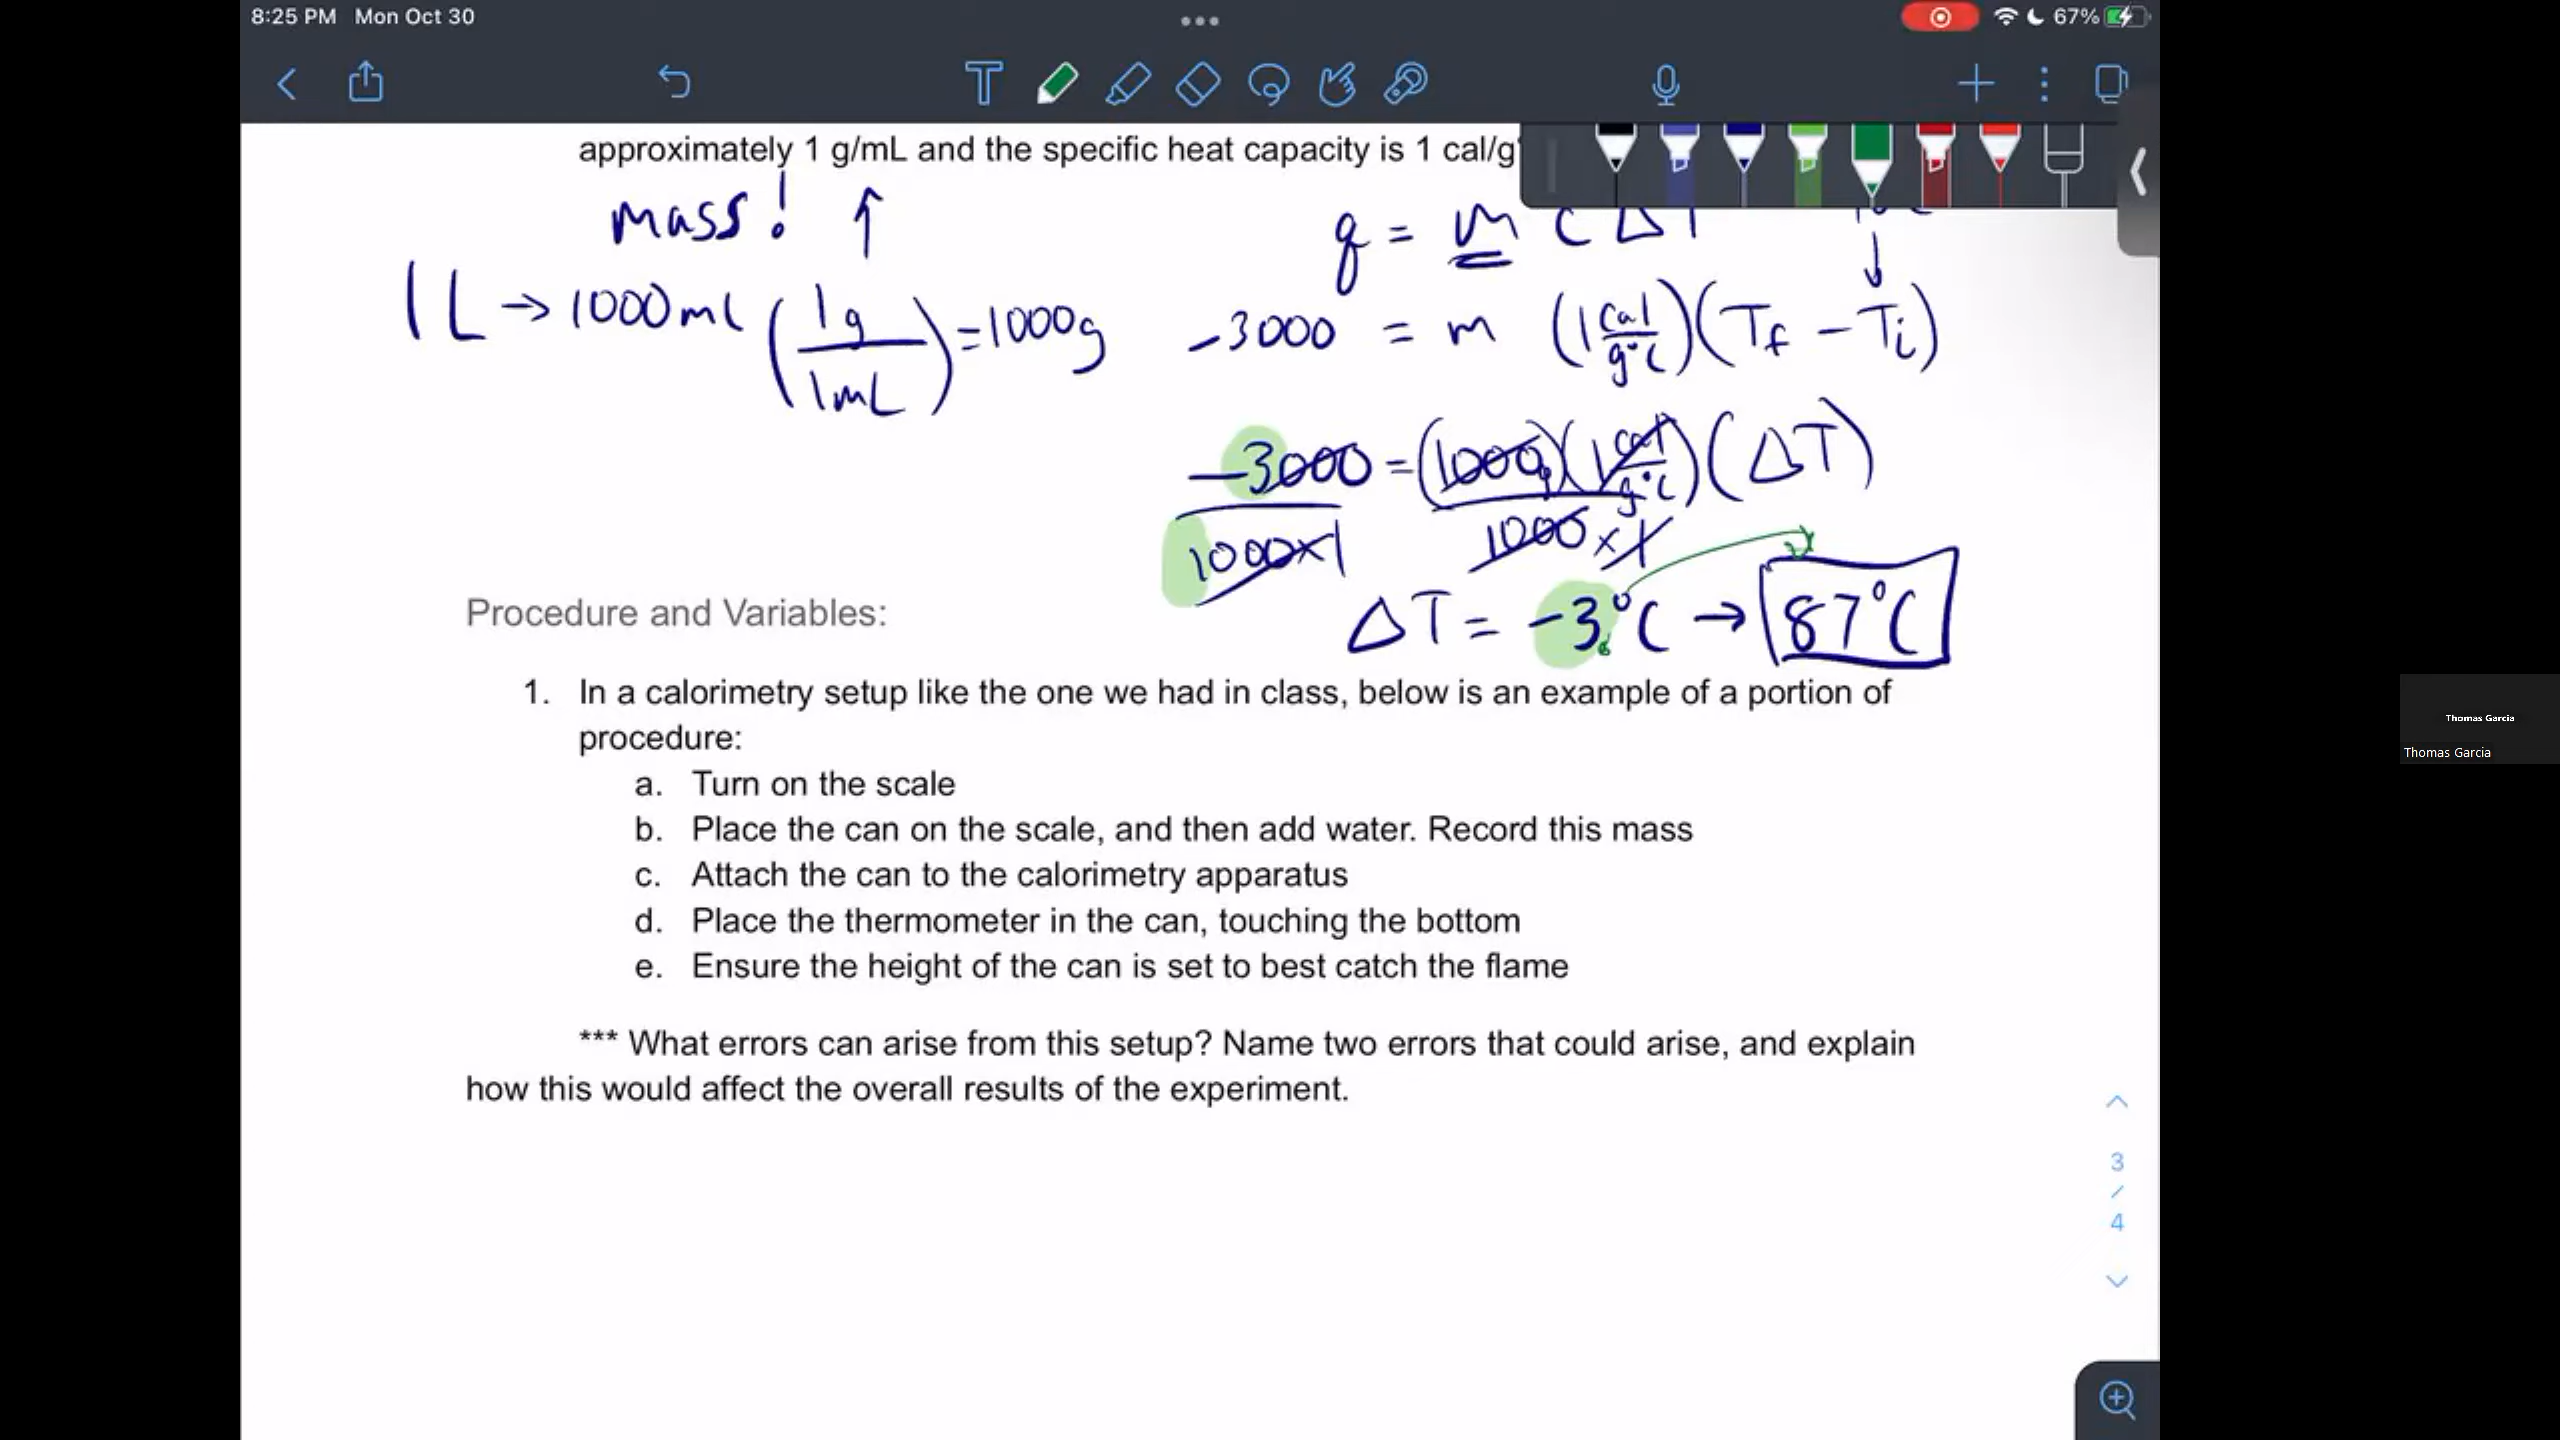 8:25 PM Mon Oct 30
67%
approximately 1 g/mL and the specific heat capacity is 1 cal/g
mass! ↑
q = m C Δ T
1 L → 1000 mL (1 g / 1 mL) = 1000g
-3000 = m (1 cal/g°C)(Tf - Ti)
-3000 = (1000g)(1 cal/g°C)(ΔT)
1000×1 1000×1
ΔT = -3.°C → 87°C
Procedure and Variables:
1. In a calorimetry setup like the one we had in class, below is an example of a portion of
procedure:
a. Turn on the scale
b. Place the can on the scale, and then add water. Record this mass
c. Attach the can to the calorimetry apparatus
d. Place the thermometer in the can, touching the bottom
e. Ensure the height of the can is set to best catch the flame
*** What errors can arise from this setup? Name two errors that could arise, and explain
how this would affect the overall results of the experiment.
3
/
4
Thomas Garcia
Thomas Garcia